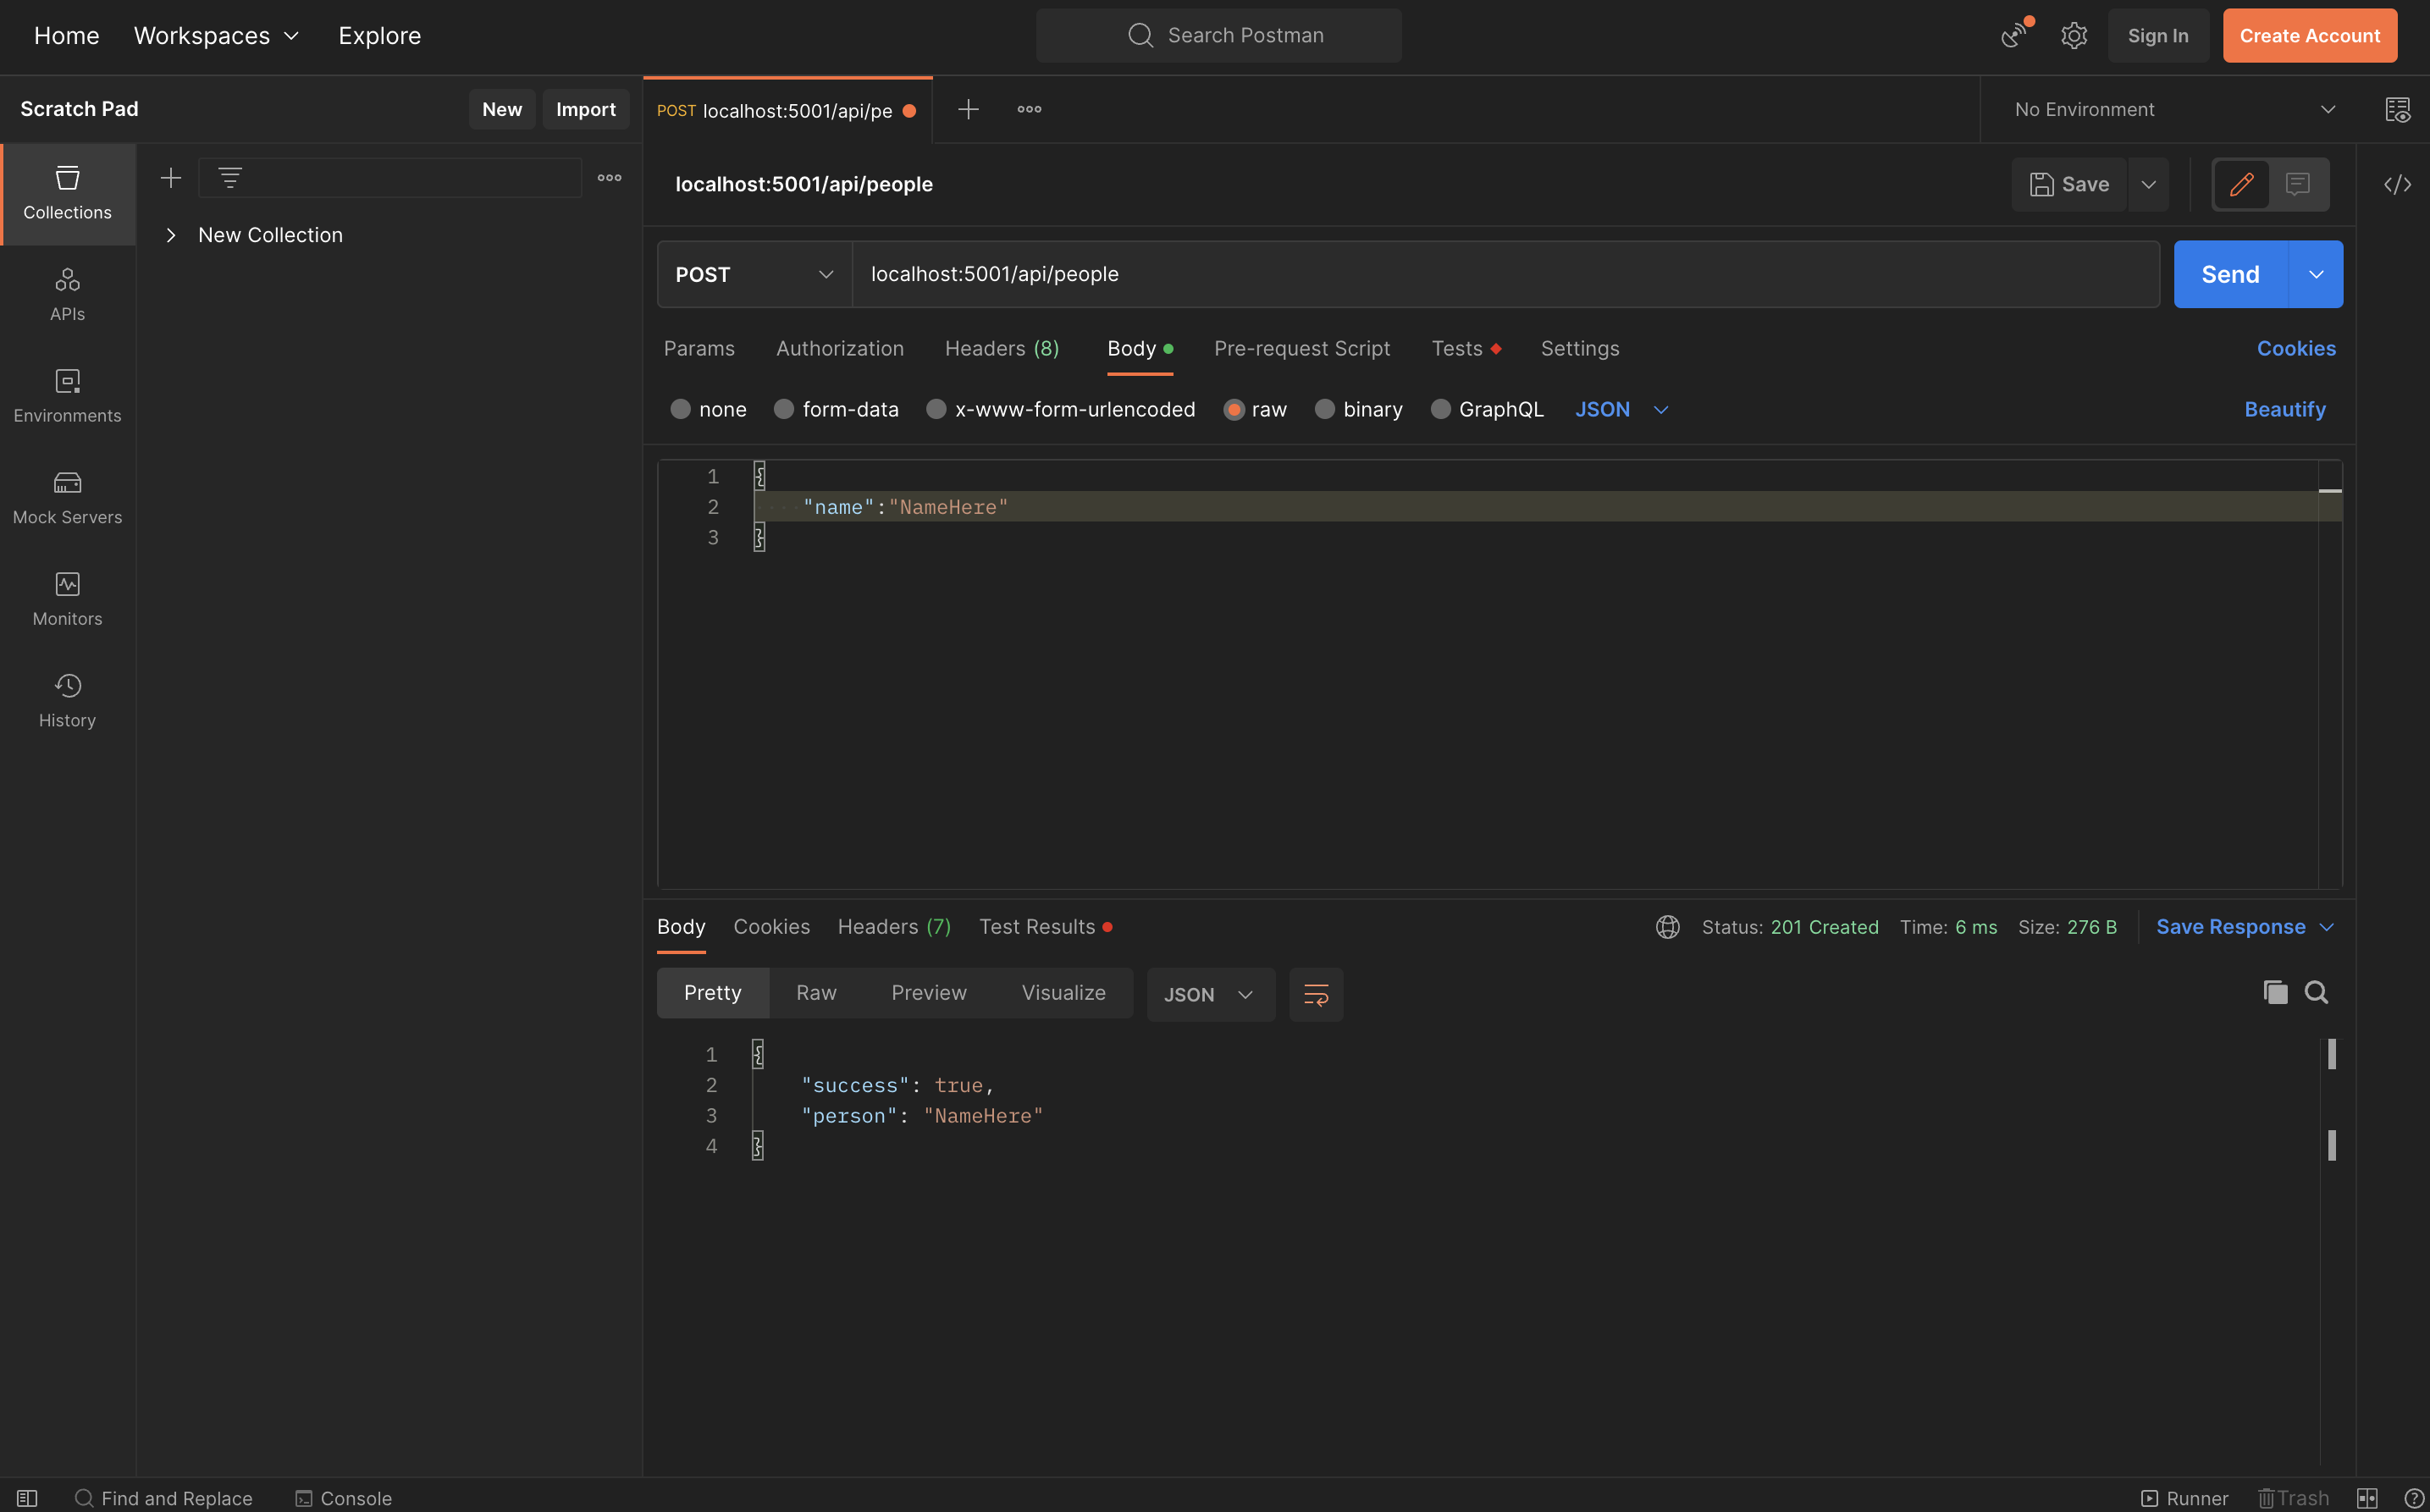 Home Workspaces Explore Search Postman Sign In Create Account
Scratch Pad New Import POST localhost:5001/api/pe No Environment
Collections
New Collection
APIs
Environments
Mock Servers
Monitors
History
localhost:5001/api/people Save
POST localhost:5001/api/people Send
Params Authorization Headers (8) Body Pre-request Script Tests Settings Cookies
none form-data x-www-form-urlencoded raw binary GraphQL JSON Beautify
1 {
2 "name":"NameHere"
3 }
Body Cookies Headers (7) Test Results Status: 201 Created Time: 6 ms Size: 276 B Save Response
Pretty Raw Preview Visualize JSON
1 {
2 "success": true,
3 "person": "NameHere"
4 }
Find and Replace Console Runner Trash